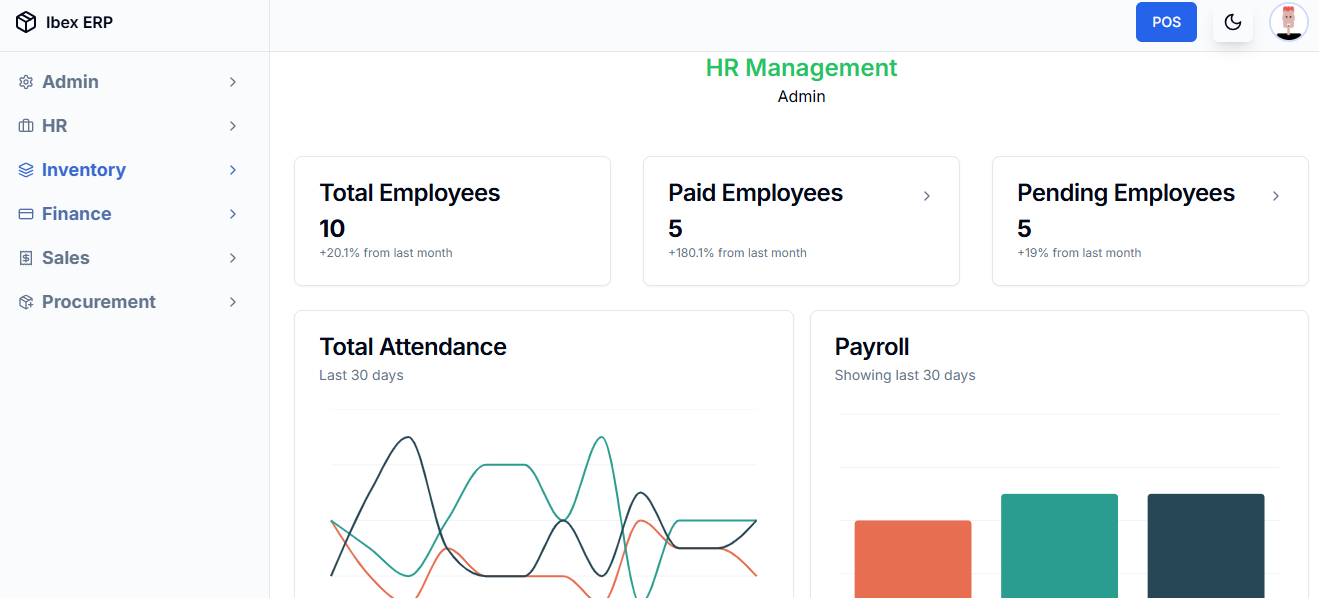 Ibex ERP
POS
Admin
HR
Inventory
Finance
Sales
Procurement
HR Management
Admin
Total Employees
10
+20.1% from last month
Paid Employees
5
+180.1% from last month
Pending Employees
5
+19% from last month
Total Attendance
Last 30 days
Payroll
Showing last 30 days